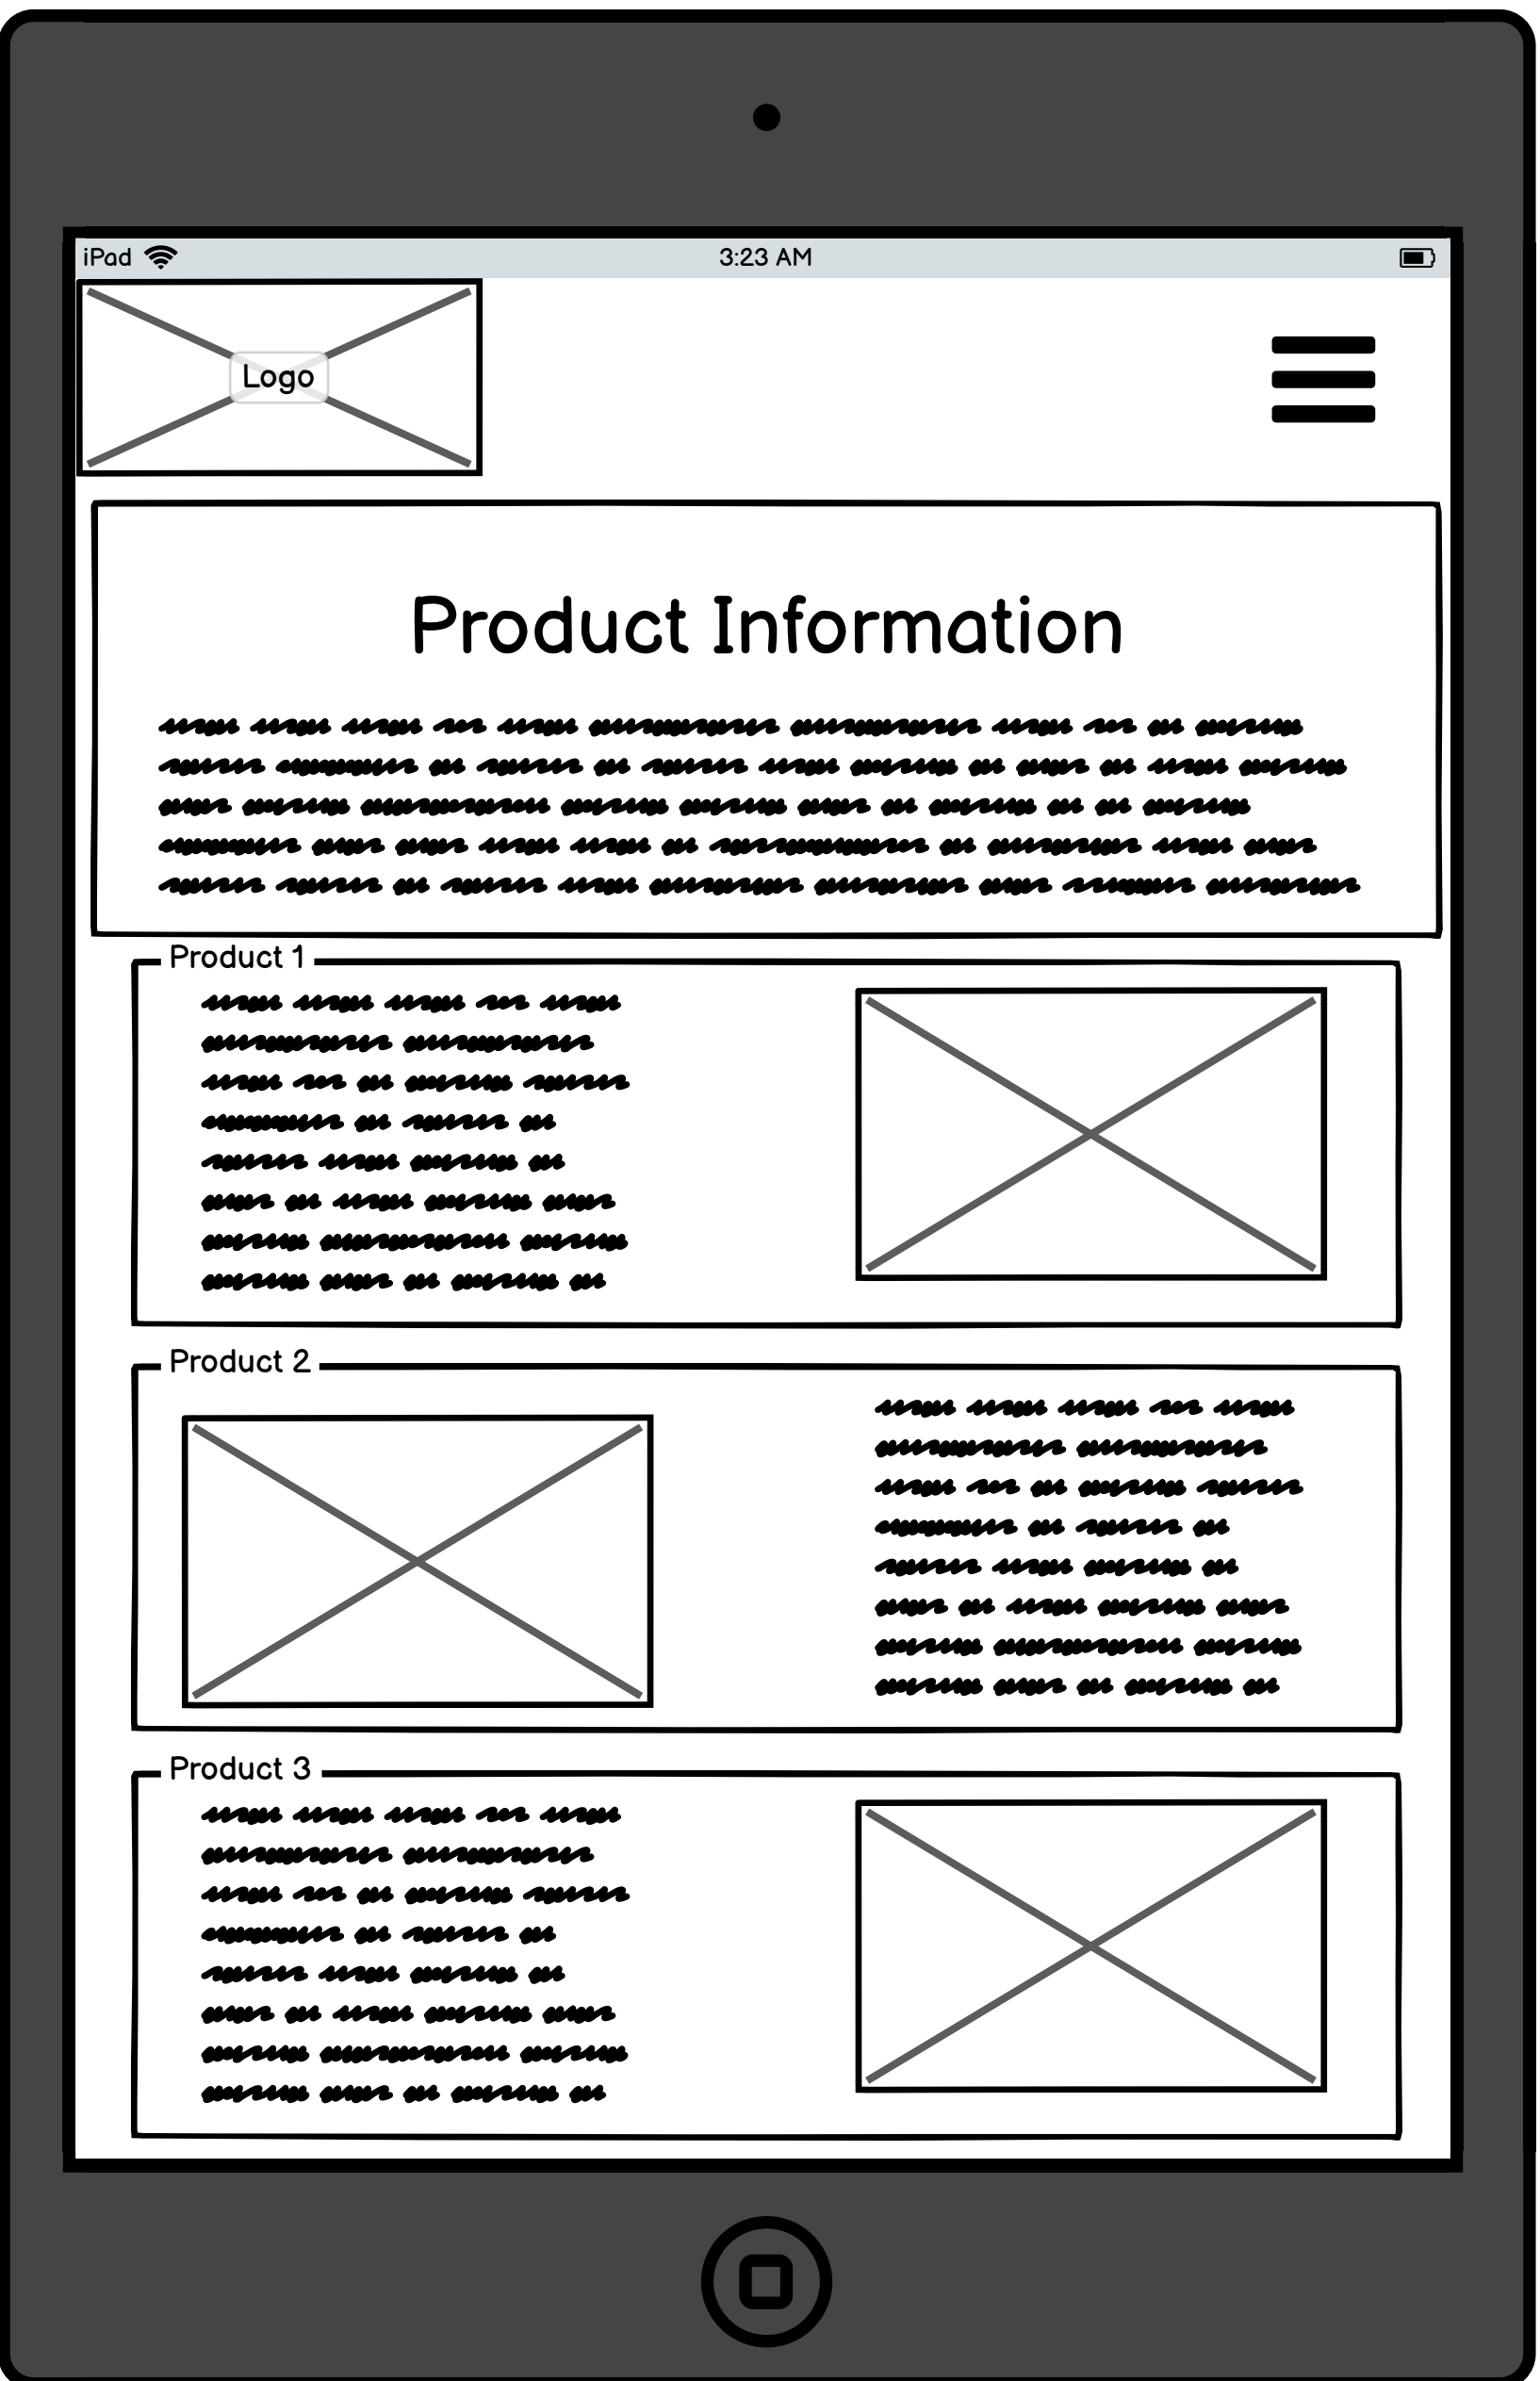 iPad 3:23 AM
Logo
Product Information
Product 1
Product 2
Product 3